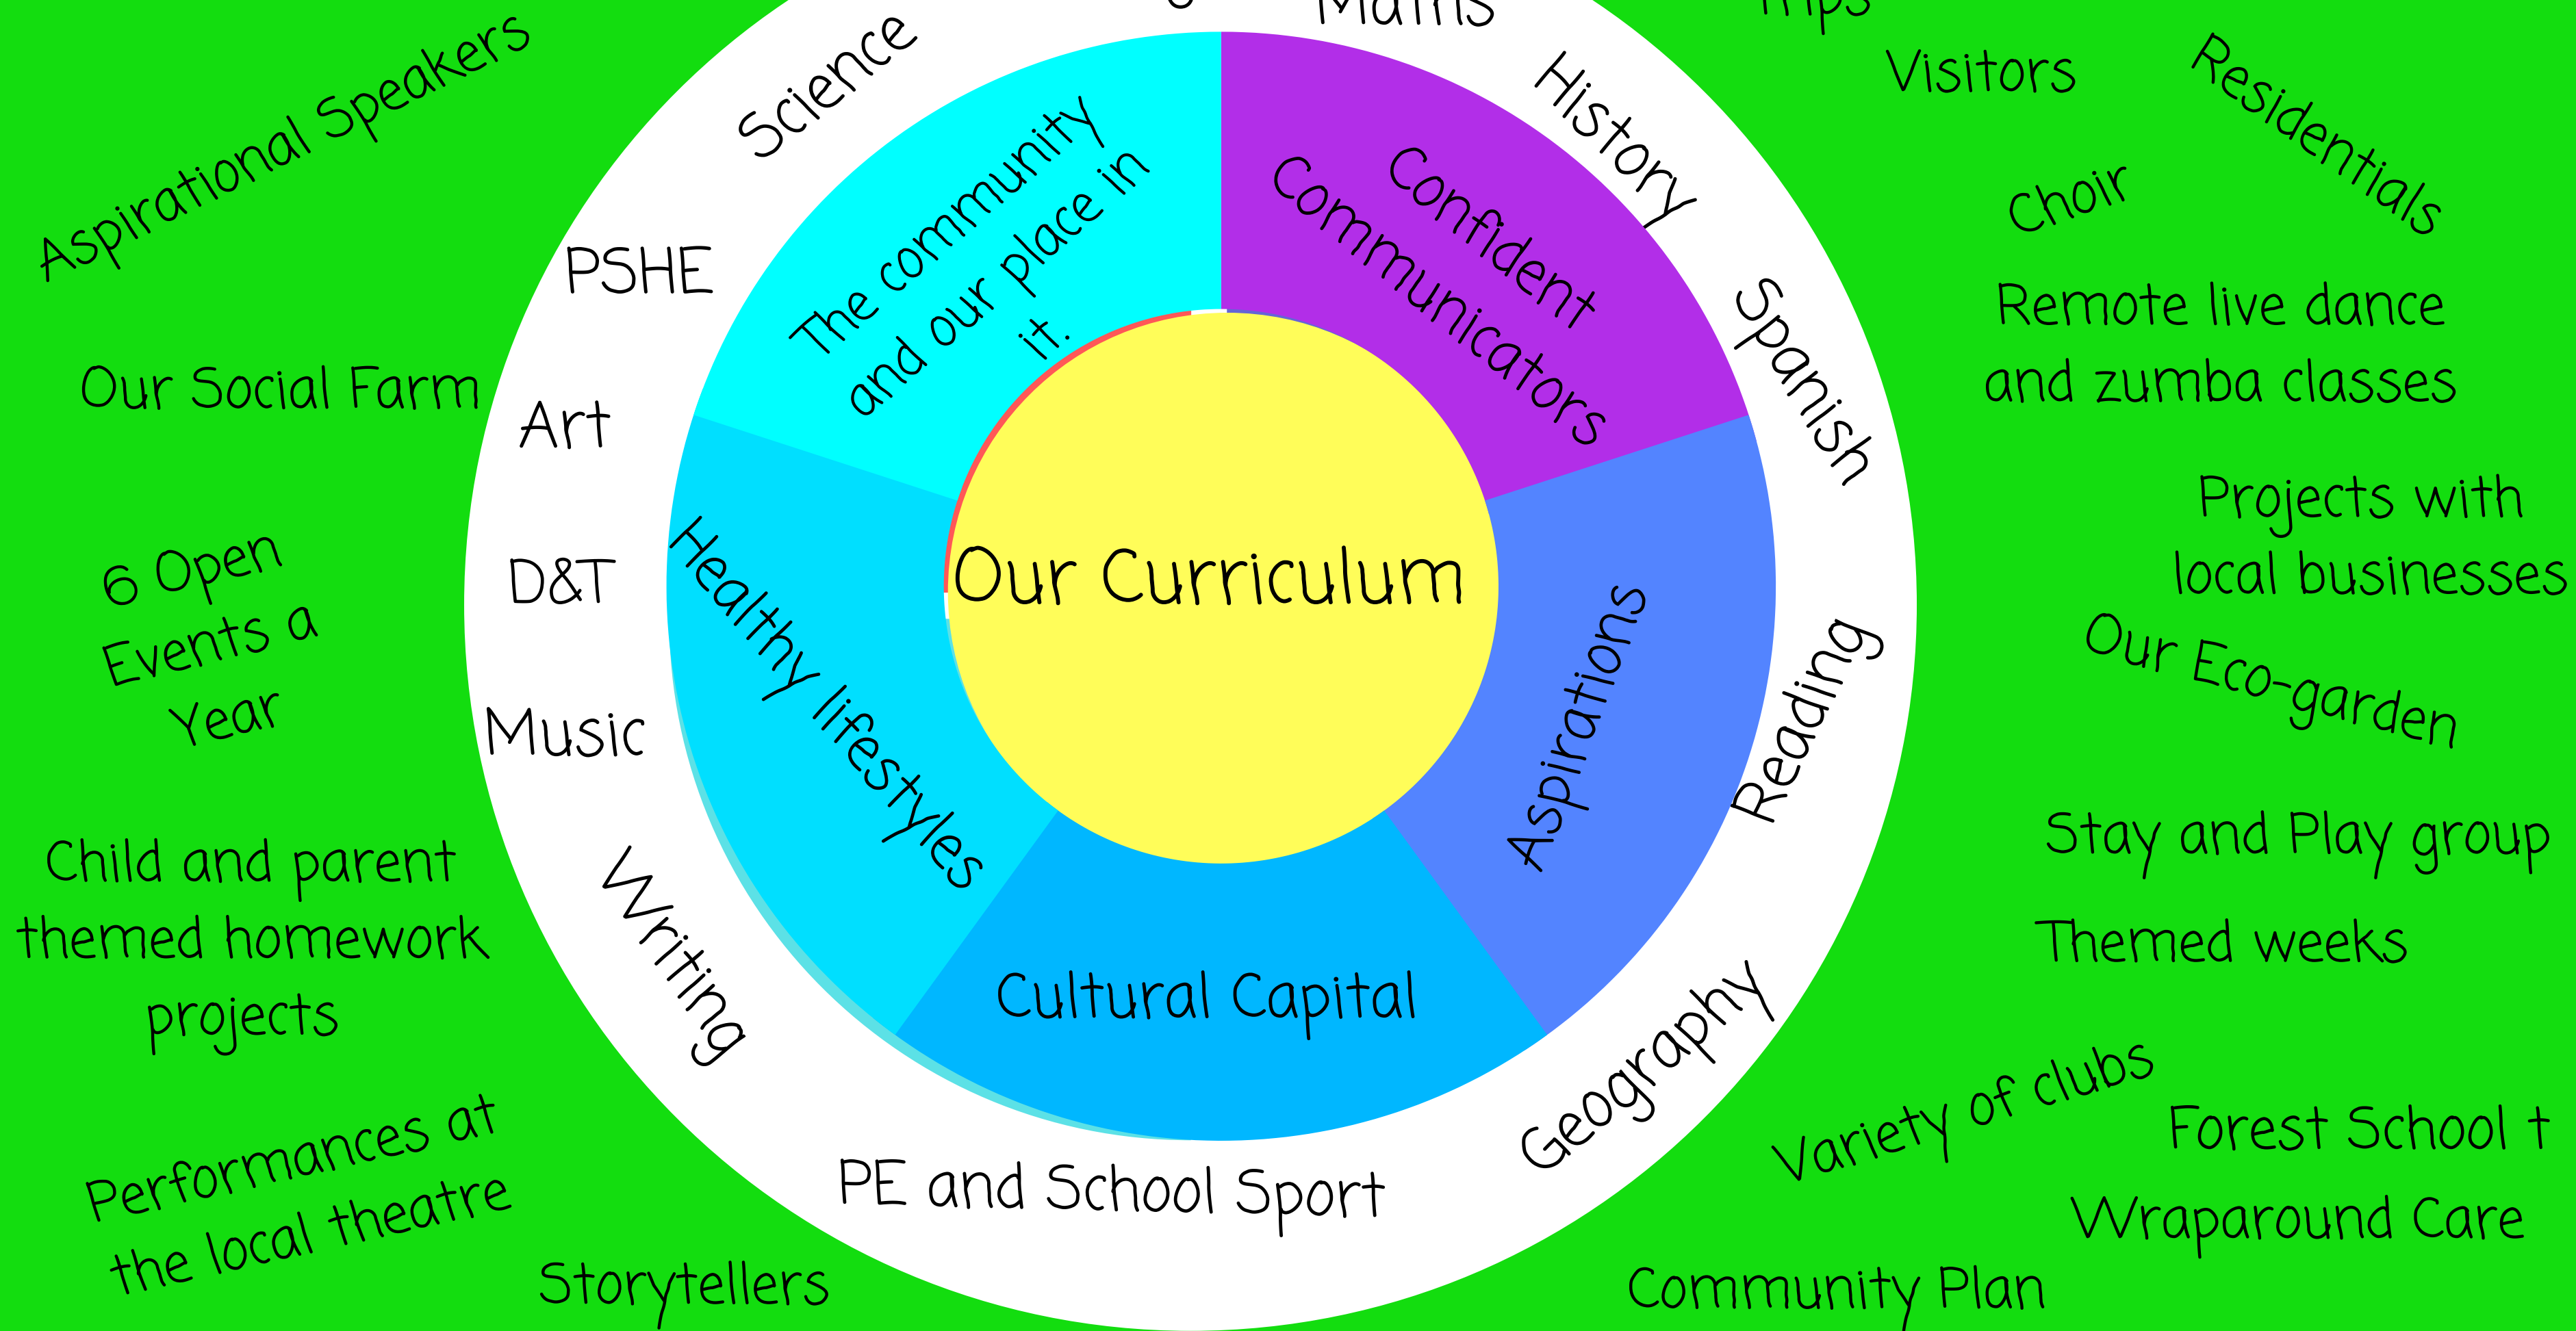 Aspirational Speakers
Our Social Farm
6 Open
Events a
Year
Child and parent
themed homework
projects
Performances at
the local theatre
Storytellers
Science
PSHE
Art
D&T
Music
Writing
PE and School Sport
Geography
Reading
Spanish
History
Maths
The community
and our place in
it.
Confident
Communicators
Aspirations
Cultural Capital
Healthy lifestyles
Our Curriculum
Trips
Visitors
Residentials
Choir
Remote live dance
and zumba classes
Projects with
local businesses
Our Eco-garden
Stay and Play group
Themed weeks
Variety of clubs
Forest School t
Wraparound Care
Community Plan